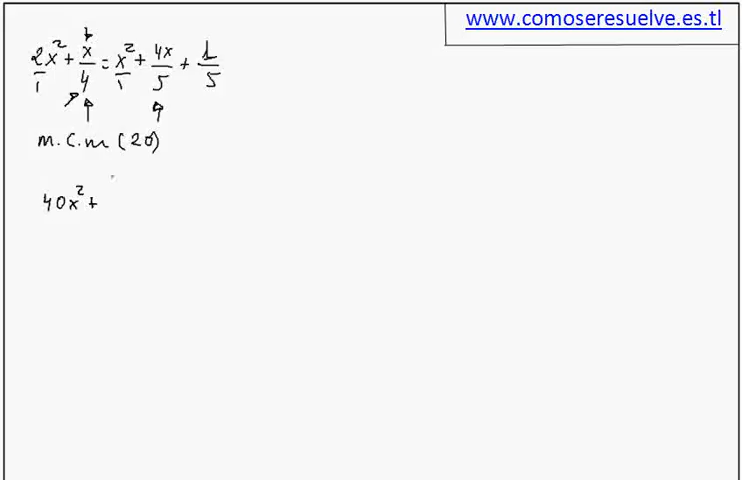 www.comoseresuelve.es.tl
2x²/1 + x/4 = x²/1 + 4x/5 + 1/5
m.c.m (20)
40x² +